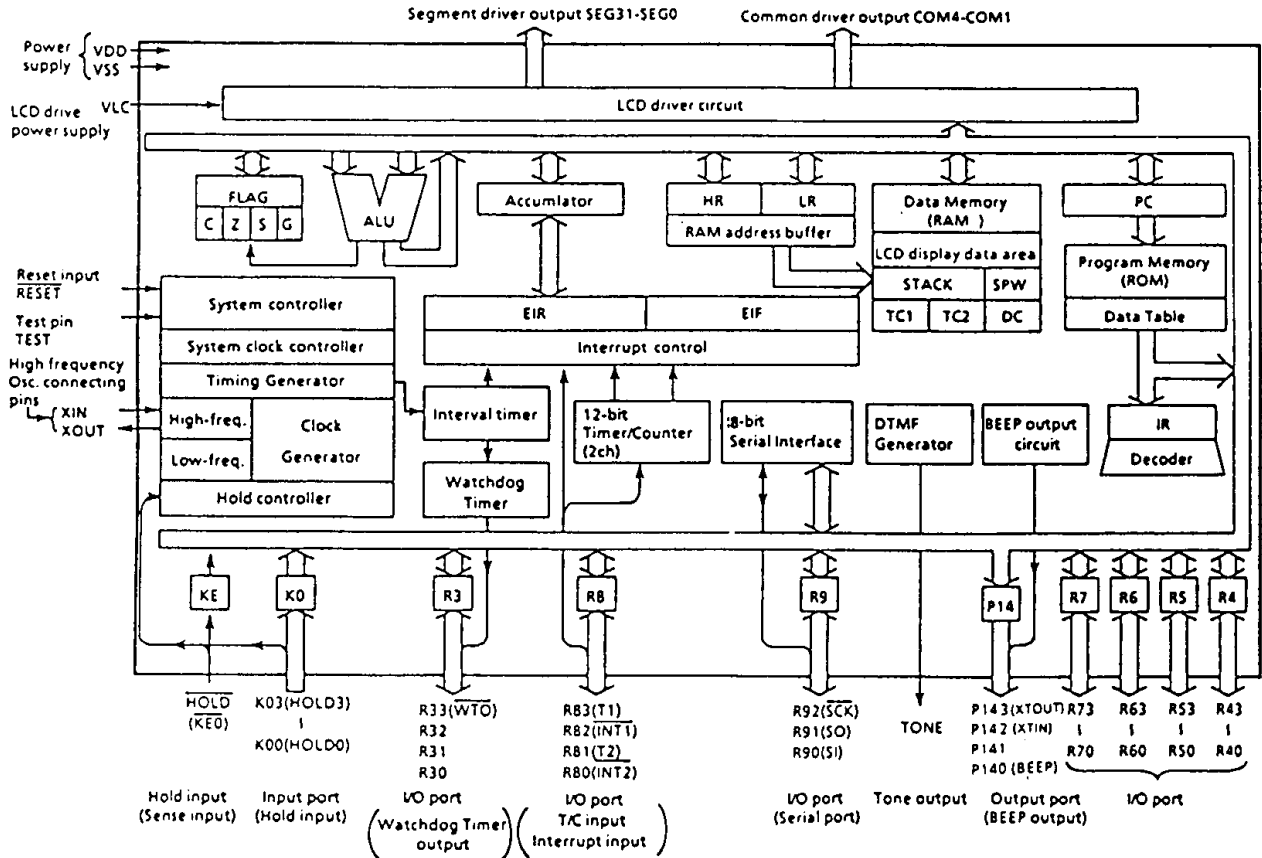 Segment driver output SEG31-SEG0
Common driver output COM4-COM1
Power supply
VDD
VSS
LCD drive power supply
VLC
LCD driver circuit
FLAG
C Z S G
ALU
Accumlator
HR
LR
RAM address buffer
Data Memory (RAM )
LCD display data area
STACK
SPW
TC1
TC2
DC
PC
Program Memory (ROM)
Data Table
Reset input
RESET
Test pin
TEST
High frequency
Osc. connecting
pins
XIN
XOUT
System controller
System clock controller
Timing Generator
High-freq.
Low-freq.
Clock
Generator
Hold controller
EIR
EIF
Interrupt control
Interval timer
Watchdog
Timer
12-bit
Timer/Counter
(2ch)
8-bit
Serial Interface
DTMF
Generator
BEEP output
circuit
IR
Decoder
KE
K0
R3
R8
R9
P14
R7
R6
R5
R4
HOLD
(KE0)
K03(HOLD3)
K00(HOLD0)
R33(WTO)
R32
R31
R30
R83(T1)
R82(INT1)
R81(T2)
R80(INT2)
R92(SCK)
R91(SO)
R90(SI)
TONE
P143(XTOUT)
P142(XTIN)
P141
P140(BEEP)
R73
R70
R63
R60
R53
R50
R43
R40
Hold input
(Sense input)
Input port
(Hold input)
I/O port
(Watchdog Timer
output)
I/O port
(T/C input
Interrupt input)
I/O port
(Serial port)
Tone output
Output port
(BEEP output)
I/O port